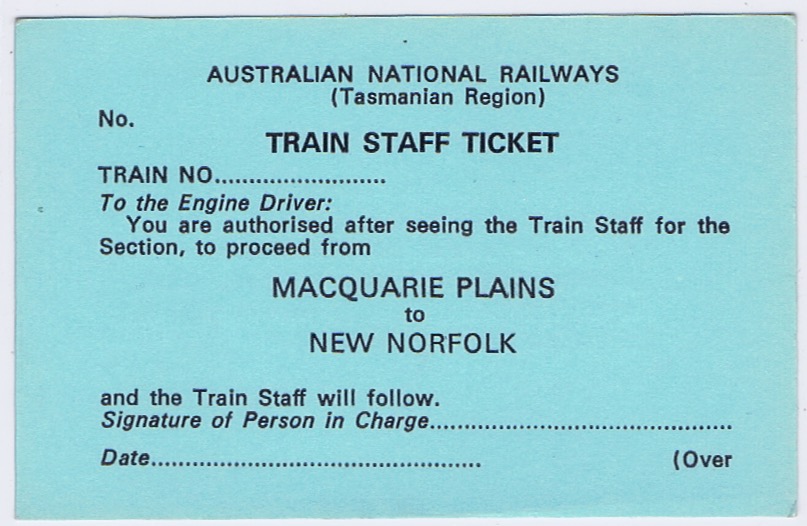 AUSTRALIAN NATIONAL RAILWAYS
(Tasmanian Region)
No.
TRAIN STAFF TICKET
TRAIN NO.........................
To the Engine Driver:
You are authorised after seeing the Train Staff for the
Section, to proceed from
MACQUARIE PLAINS
to
NEW NORFOLK
and the Train Staff will follow.
Signature of Person in Charge............................................
Date................................................ (Over